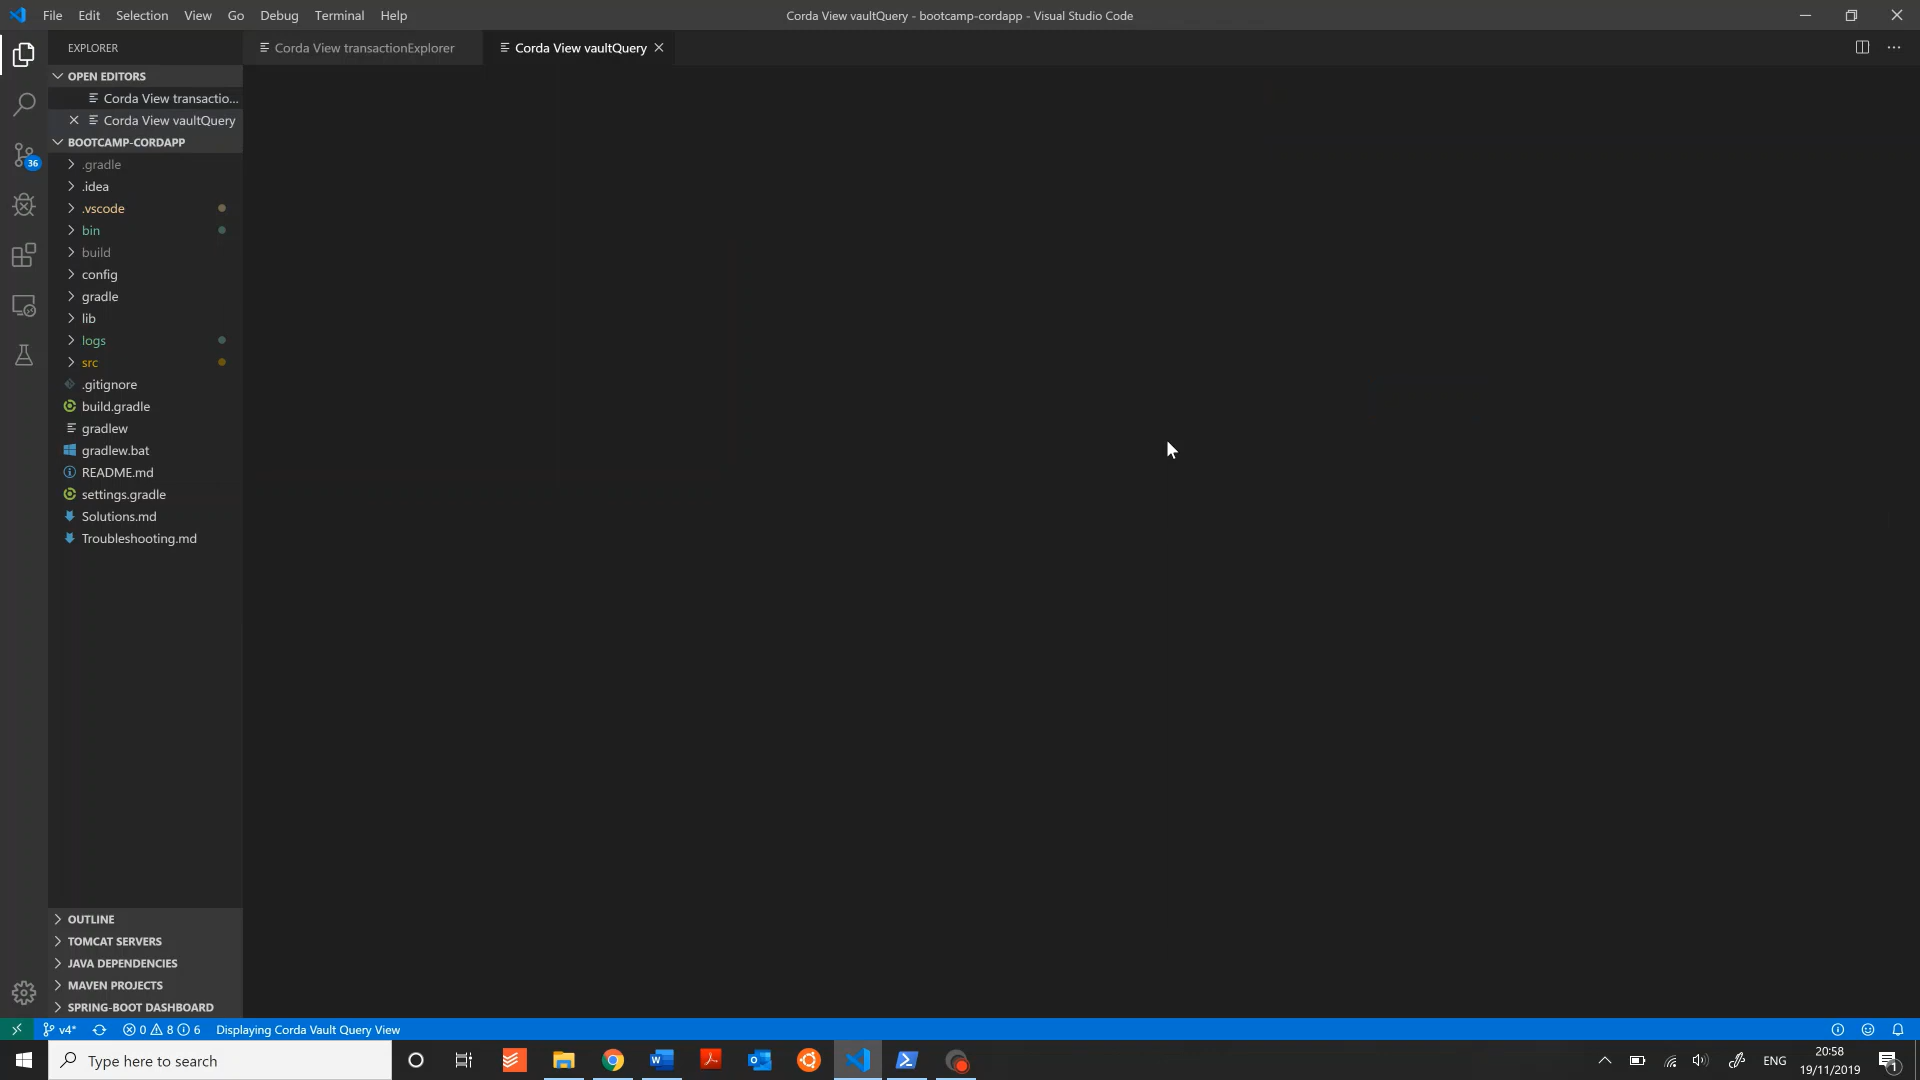 File Edit Selection View Go Debug Terminal Help
Corda View vaultQuery - bootcamp-cordapp - Visual Studio Code
EXPLORER
Corda View transactionExplorer
Corda View vaultQuery
OPEN EDITORS
Corda View transactio...
Corda View vaultQuery
BOOTCAMP-CORDAPP
.gradle
.idea
36
.vscode
bin
build
config
gradle
lib
logs
src
.gitignore
build.gradle
gradlew
gradlew.bat
README.md
settings.gradle
Solutions.md
Troubleshooting.md
OUTLINE
TOMCAT SERVERS
JAVA DEPENDENCIES
MAVEN PROJECTS
SPRING-BOOT DASHBOARD
v4* 0 8 6 Displaying Corda Vault Query View
Type here to search
ENG
20:58
19/11/2019
1